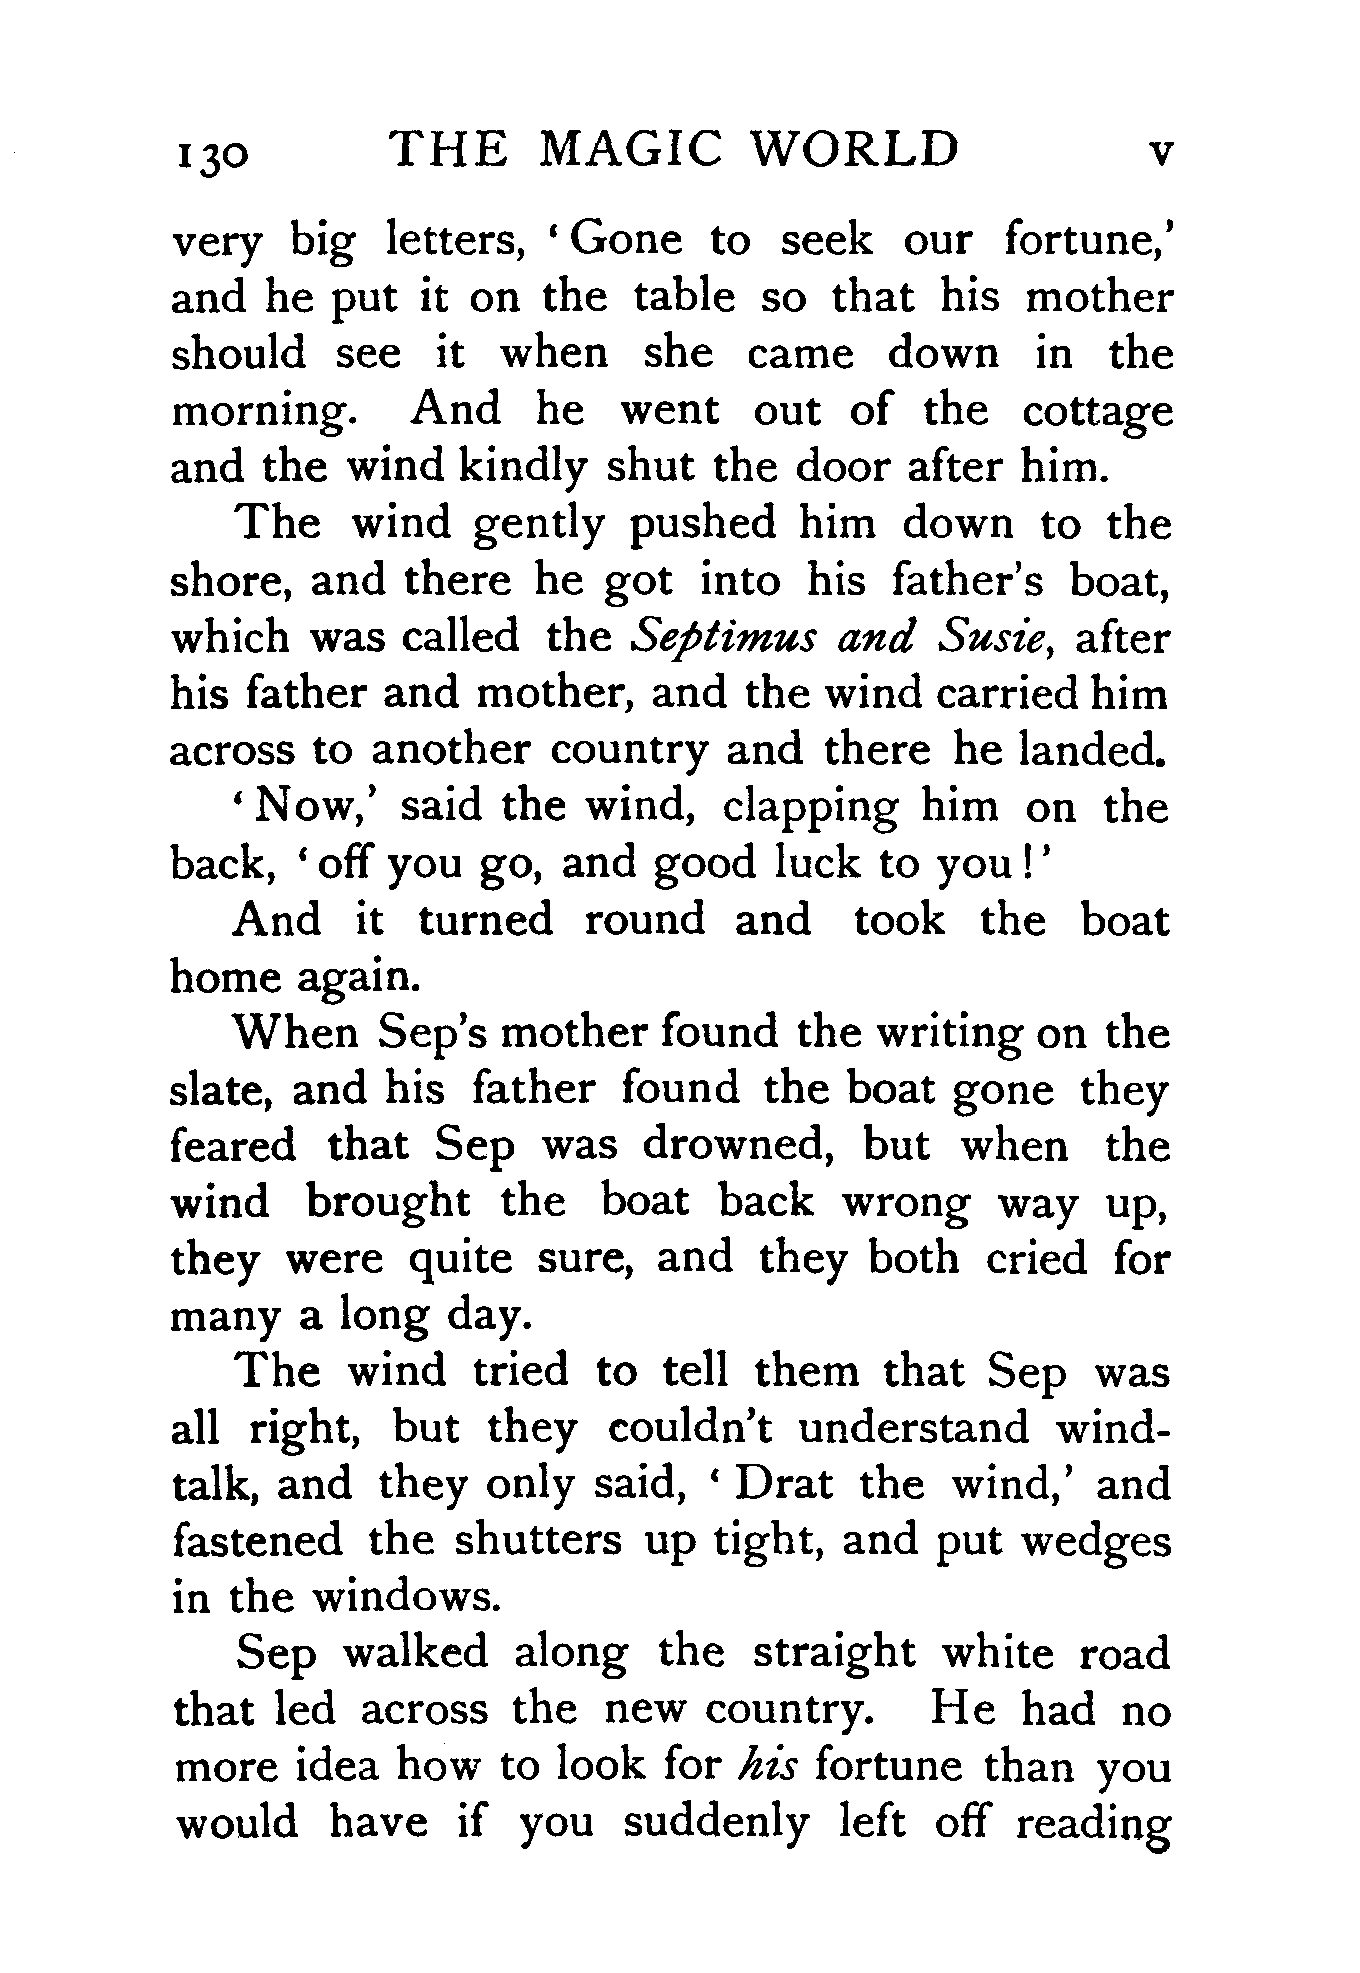 130 THE MAGIC WORLD v
very big letters, ‘Gone to seek our fortune,’
and he put it on the table so that his mother
should see it when she came down in the
morning. And he went out of the cottage
and the wind kindly shut the door after him.
The wind gently pushed him down to the
shore, and there he got into his father’s boat,
which was called the Septimus and Susie, after
his father and mother, and the wind carried him
across to another country and there he landed.
‘Now,’ said the wind, clapping him on the
back, ‘off you go, and good luck to you!’
And it turned round and took the boat
home again.
When Sep’s mother found the writing on the
slate, and his father found the boat gone they
feared that Sep was drowned, but when the
wind brought the boat back wrong way up,
they were quite sure, and they both cried for
many a long day.
The wind tried to tell them that Sep was
all right, but they couldn’t understand wind-
talk, and they only said, ‘Drat the wind,’ and
fastened the shutters up tight, and put wedges
in the windows.
Sep walked along the straight white road
that led across the new country. He had no
more idea how to look for his fortune than you
would have if you suddenly left off reading